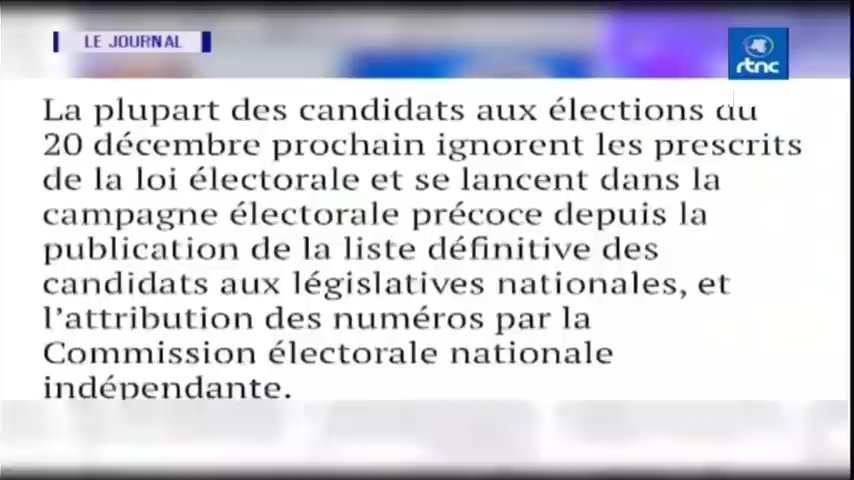 LE JOURNAL
rtnc
La plupart des candidats aux élections du
20 décembre prochain ignorent les prescrits
de la loi électorale et se lancent dans la
campagne électorale précoce depuis la
publication de la liste définitive des
candidats aux législatives nationales, et
l'attribution des numéros par la
Commission électorale nationale
indépendante.